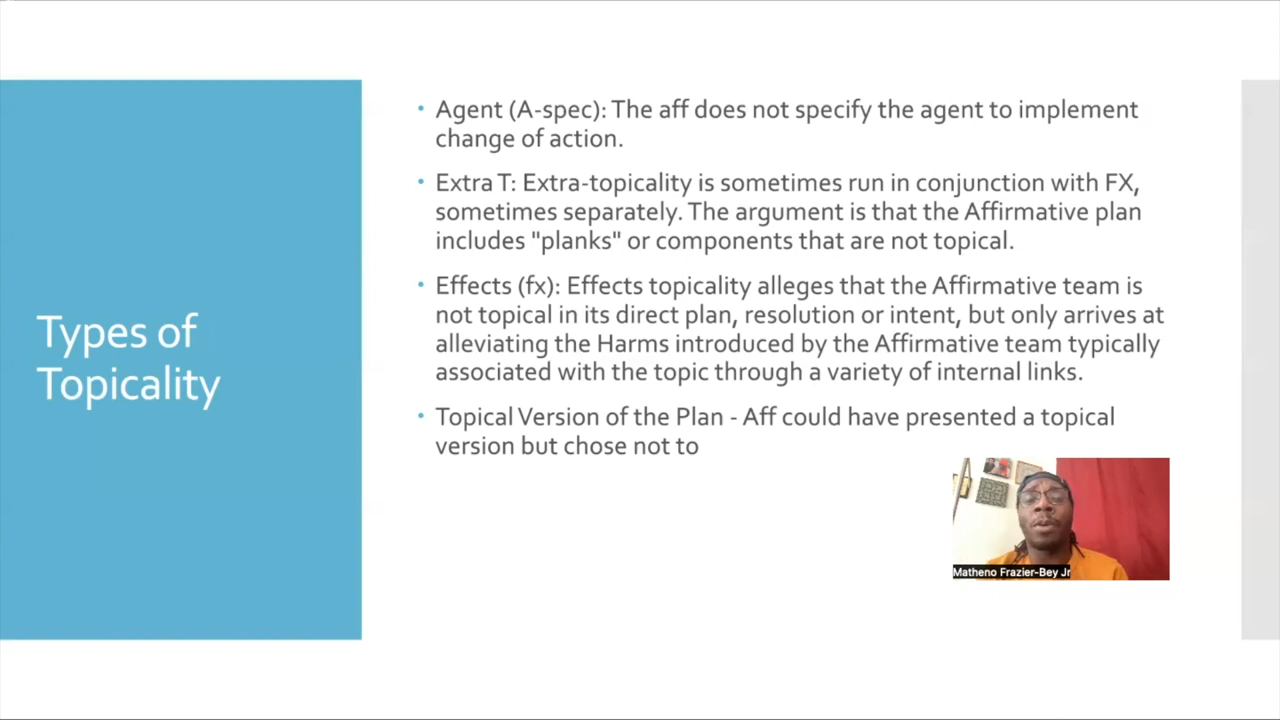 Types of
Topicality
• Agent (A-spec): The aff does not specify the agent to implement
change of action.
• Extra T: Extra-topicality is sometimes run in conjunction with FX,
sometimes separately. The argument is that the Affirmative plan
includes "planks" or components that are not topical.
• Effects (fx): Effects topicality alleges that the Affirmative team is
not topical in its direct plan, resolution or intent, but only arrives at
alleviating the Harms introduced by the Affirmative team typically
associated with the topic through a variety of internal links.
• Topical Version of the Plan - Aff could have presented a topical
version but chose not to
Matheno Frazier-Bey Jr